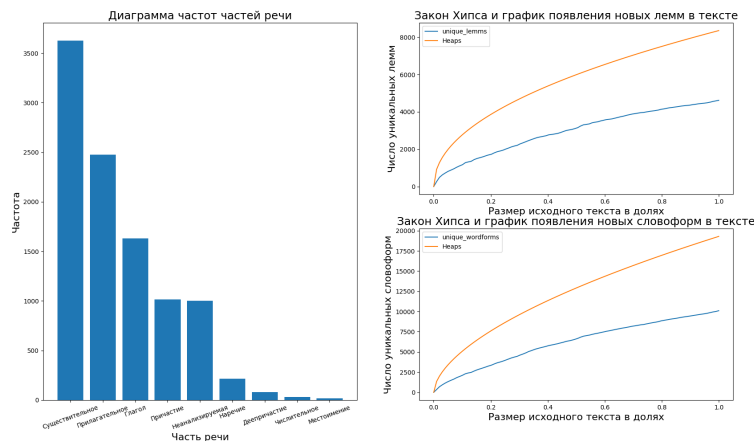 Диаграмма частот частей речи
3500
3000
2500
2000
1500
1000
500
0
Частота
Существительное
Прилагательное
Глагол
Причастие
Неанализируемая
Наречие
Деепричастие
Числительное
Местоимение
Часть речи
Закон Хипса и график появления новых лемм в тексте
unique_lemms
Heaps
8000
6000
4000
2000
0
Число уникальных лемм
0.0 0.2 0.4 0.6 0.8 1.0
Размер исходного текста в долях
Закон Хипса и график появления новых словоформ в тексте
unique_wordforms
Heaps
20000
17500
15000
12500
10000
7500
5000
2500
0
Число уникальных словоформ
0.0 0.2 0.4 0.6 0.8 1.0
Размер исходного текста в долях